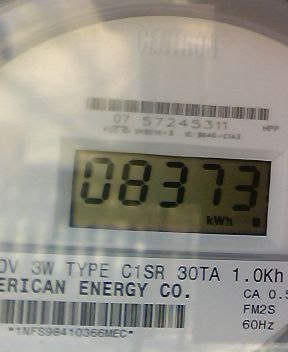 CENTRON
07 57245311
HPP
08373
kWh
0V 3W TYPE C1SR 30TA 1.0Kh
ERICAN ENERGY CO.
CA 0.5
FM2S
60Hz
*1NFS98410366MEC*